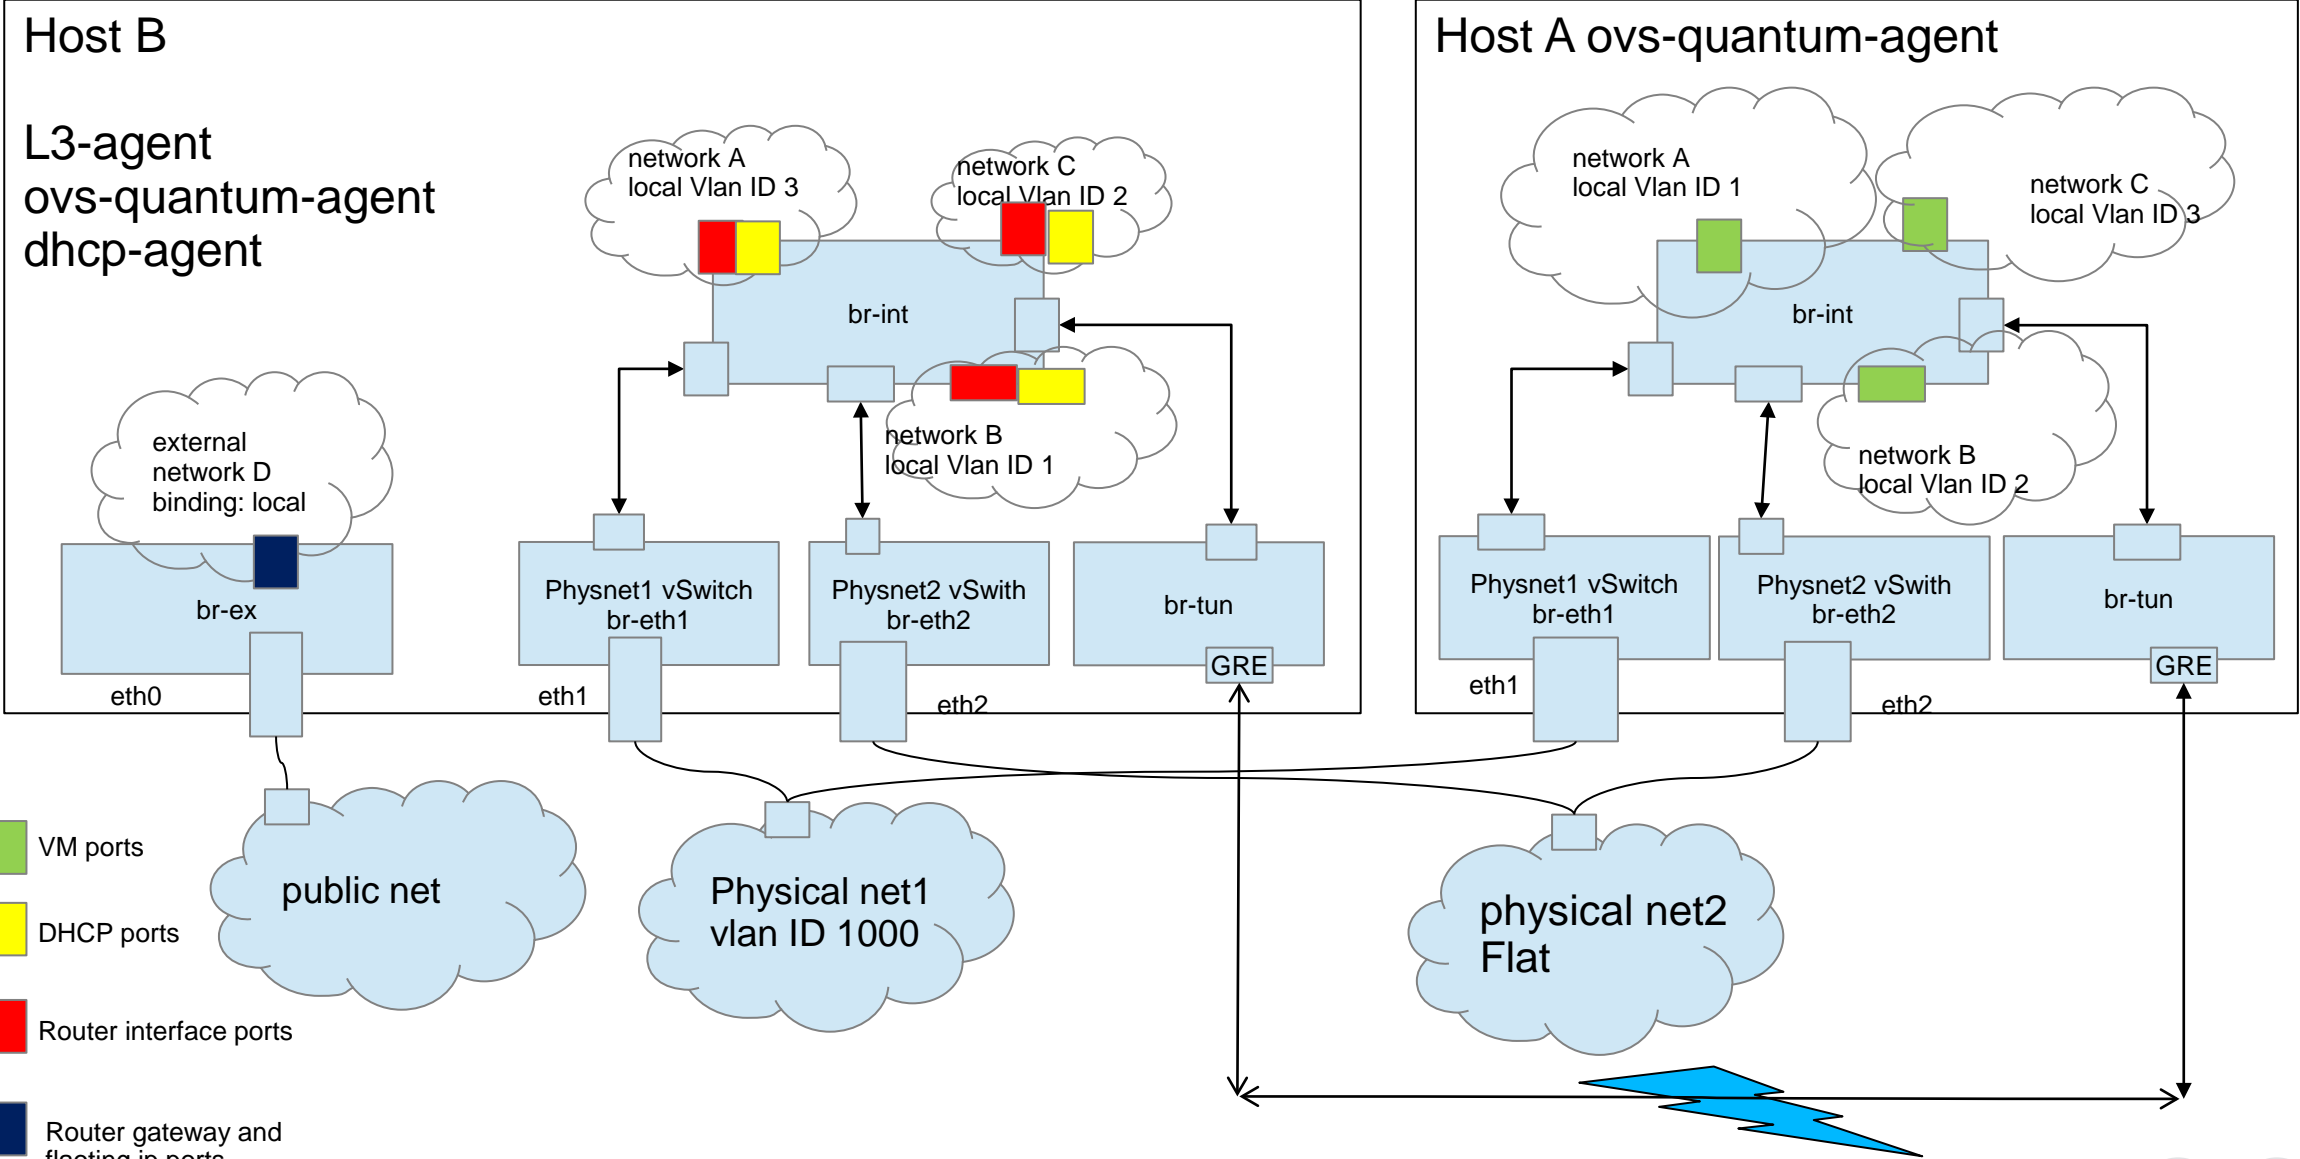 Host B
L3-agent
ovs-quantum-agent
dhcp-agent
network A
local Vlan ID 3
network C
local Vlan ID 2
br-int
network B
local Vlan ID 1
external
network D
binding: local
br-ex
Physnet1 vSwitch
br-eth1
Physnet2 vSwith
br-eth2
br-tun
GRE
eth0
eth1
eth2
Host A ovs-quantum-agent
network A
local Vlan ID 1
network C
local Vlan ID 3
br-int
network B
local Vlan ID 2
Physnet1 vSwitch
br-eth1
Physnet2 vSwith
br-eth2
br-tun
GRE
eth1
eth2
public net
Physical net1
vlan ID 1000
physical net2
Flat
VM ports
DHCP ports
Router interface ports
Router gateway and
floating ip ports